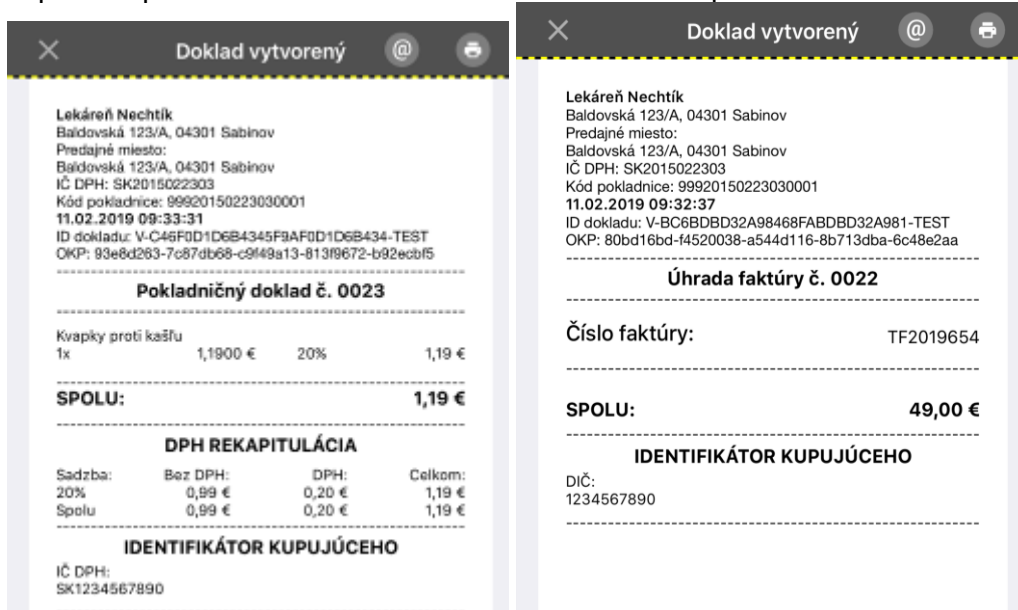 Doklad vytvorený @
Lekáreň Nechtík
Baldovská 123/A, 04301 Sabinov
Predajné miesto:
Baldovská 123/A, 04301 Sabinov
IČ DPH: SK2015022303
Kód pokladnice: 99920150223030001
11.02.2019 09:33:31
ID dokladu: V-C46F0D1D6B4345F9AF0D1D6B434-TEST
OKP: 93e8d263-7c87db68-c9f49a13-813f9672-b92ecbf5
Pokladničný doklad č. 0023
Kvapky proti kašľu
1x 1,1900 € 20% 1,19 €
SPOLU: 1,19 €
DPH REKAPITULÁCIA
Sadzba: Bez DPH: DPH: Celkom:
20% 0,99 € 0,20 € 1,19 €
Spolu 0,99 € 0,20 € 1,19 €
IDENTIFIKÁTOR KUPUJÚCEHO
IČ DPH:
SK1234567890
Doklad vytvorený @
Lekáreň Nechtík
Baldovská 123/A, 04301 Sabinov
Predajné miesto:
Baldovská 123/A, 04301 Sabinov
IČ DPH: SK2015022303
Kód pokladnice: 99920150223030001
11.02.2019 09:32:37
ID dokladu: V-BC6BDBD32A98468FABDBD32A981-TEST
OKP: 80bd16bd-f4520038-a544d116-8b713dba-6c48e2aa
Úhrada faktúry č. 0022
Číslo faktúry: TF2019654
SPOLU: 49,00 €
IDENTIFIKÁTOR KUPUJÚCEHO
DIČ:
1234567890